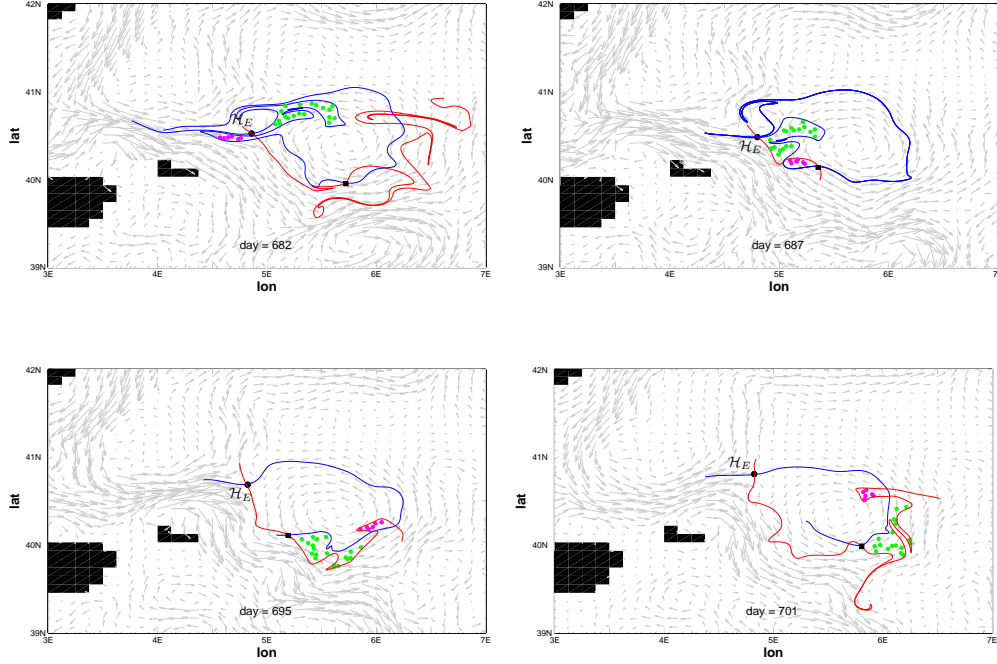 42N
41N
40N
39N
lat
3E 4E 5E 6E 7E
lon
day = 682
H_E
42N
41N
40N
39N
lat
3E 4E 5E 6E 7E
lon
day = 687
H_E
42N
41N
40N
39N
lat
3E 4E 5E 6E 7E
lon
day = 695
H_E
42N
41N
40N
39N
lat
3E 4E 5E 6E 7E
lon
day = 701
H_E